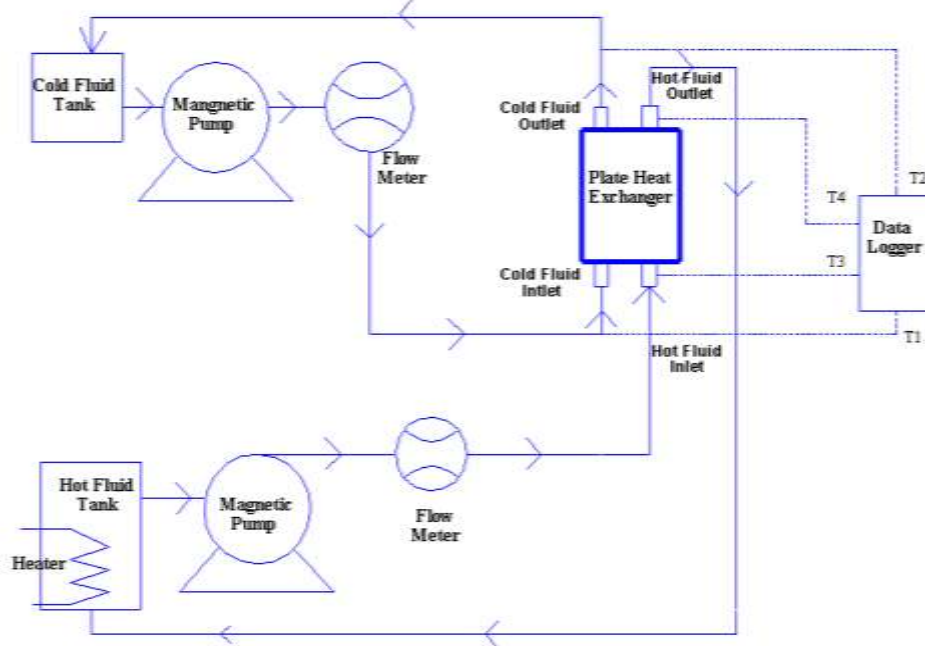 Cold Fluid
Tank
Mangnetic
Pump
Flow
Meter
Cold Fluid
Outlet
Hot Fluid
Outlet
Plate Heat
Exchanger
Cold Fluid
Intlet
Hot Fluid
Inlet
T2
T4
Data
Logger
T3
T1
Hot Fluid
Tank
Heater
Magnetic
Pump
Flow
Meter